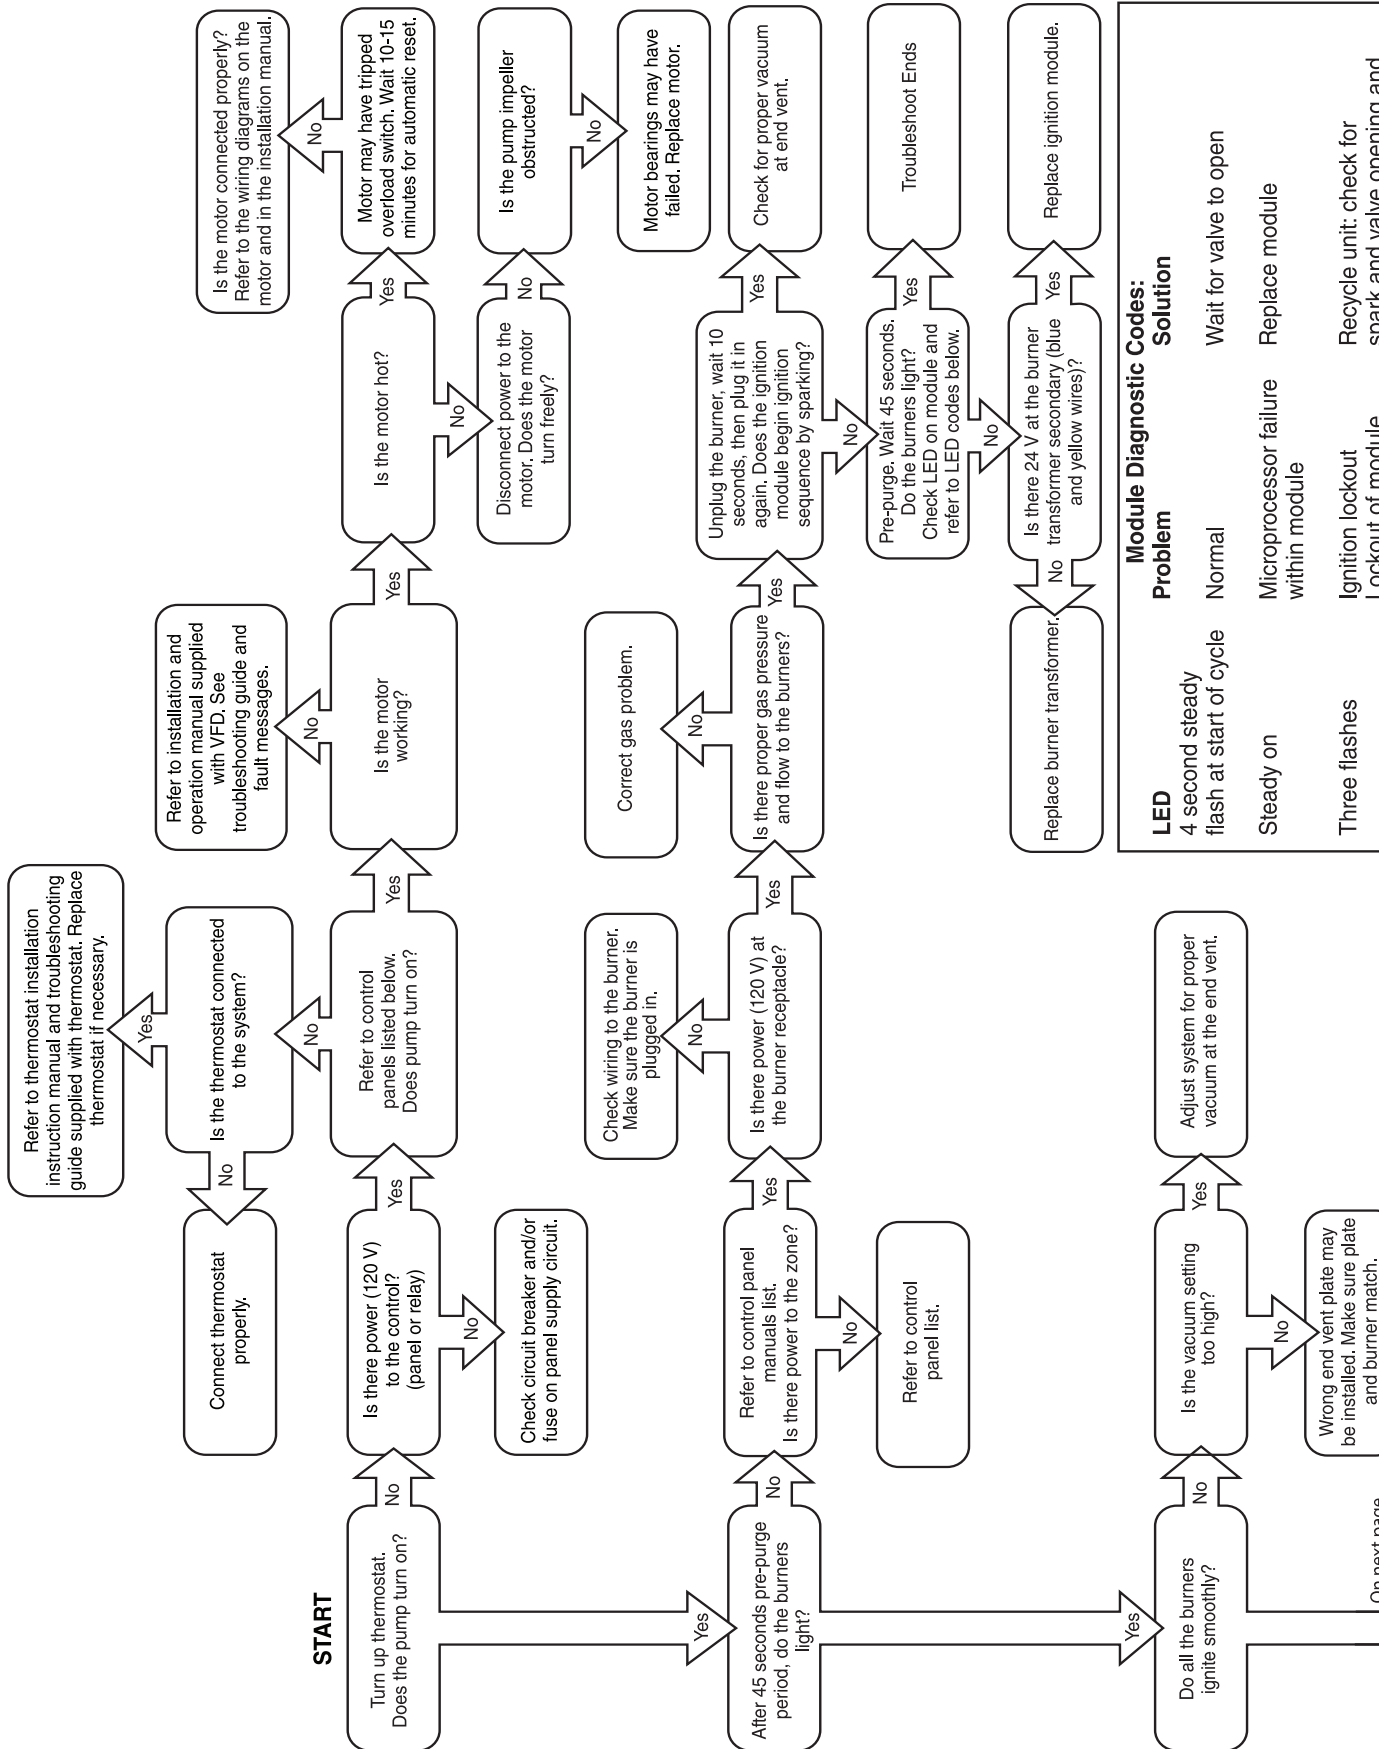 START
Turn up thermostat.
Does the pump turn on?
No
Is there power (120 V)
to the control?
(panel or relay)
No
Check circuit breaker and/or
fuse on panel supply circuit.
Yes
Refer to control
panels listed below.
Does pump turn on?
No
Is the thermostat connected
to the system?
No
Connect thermostat
properly.
Yes
Refer to thermostat installation
instruction manual and troubleshooting
guide supplied with thermostat. Replace
thermostat if necessary.
Yes
Is the motor
working?
No
Refer to installation and
operation manual supplied
with VFD. See
troubleshooting guide and
fault messages.
Yes
Is the motor hot?
Yes
Motor may have tripped
overload switch. Wait 10-15
minutes for automatic reset.
No
Is the motor connected properly?
Refer to the wiring diagrams on the
motor and in the installation manual.
No
Disconnect power to the
motor. Does the motor
turn freely?
No
Is the pump impeller
obstructed?
No
Motor bearings may have
failed. Replace motor.
Yes
After 45 seconds pre-purge
period, do the burners
light?
No
Refer to control panel
manuals list.
Is there power to the zone?
No
Refer to control
panel list.
Yes
Is there power (120 V) at
the burner receptacle?
No
Check wiring to the burner.
Make sure the burner is
plugged in.
Yes
Is there proper gas pressure
and flow to the burners?
No
Correct gas problem.
Yes
Unplug the burner, wait 10
seconds, then plug it in
again. Does the ignition
module begin ignition
sequence by sparking?
Yes
Check for proper vacuum
at end vent.
No
Pre-purge. Wait 45 seconds.
Do the burners light?
Check LED on module and
refer to LED codes below.
Yes
Troubleshoot Ends
No
Is there 24 V at the burner
transformer secondary (blue
and yellow wires)?
Yes
Replace ignition module.
No
Replace burner transformer.
Yes
Do all the burners
ignite smoothly?
No
Is the vacuum setting
too high?
Yes
Adjust system for proper
vacuum at the end vent.
No
Wrong end vent plate may
be installed. Make sure plate
and burner match.
On next page
Module Diagnostic Codes:
LED Problem Solution
4 second steady
flash at start of cycle Normal Wait for valve to open
Steady on Microprocessor failure Replace module
within module
Three flashes Ignition lockout Recycle unit: check for
Lockout of module spark and valve opening and